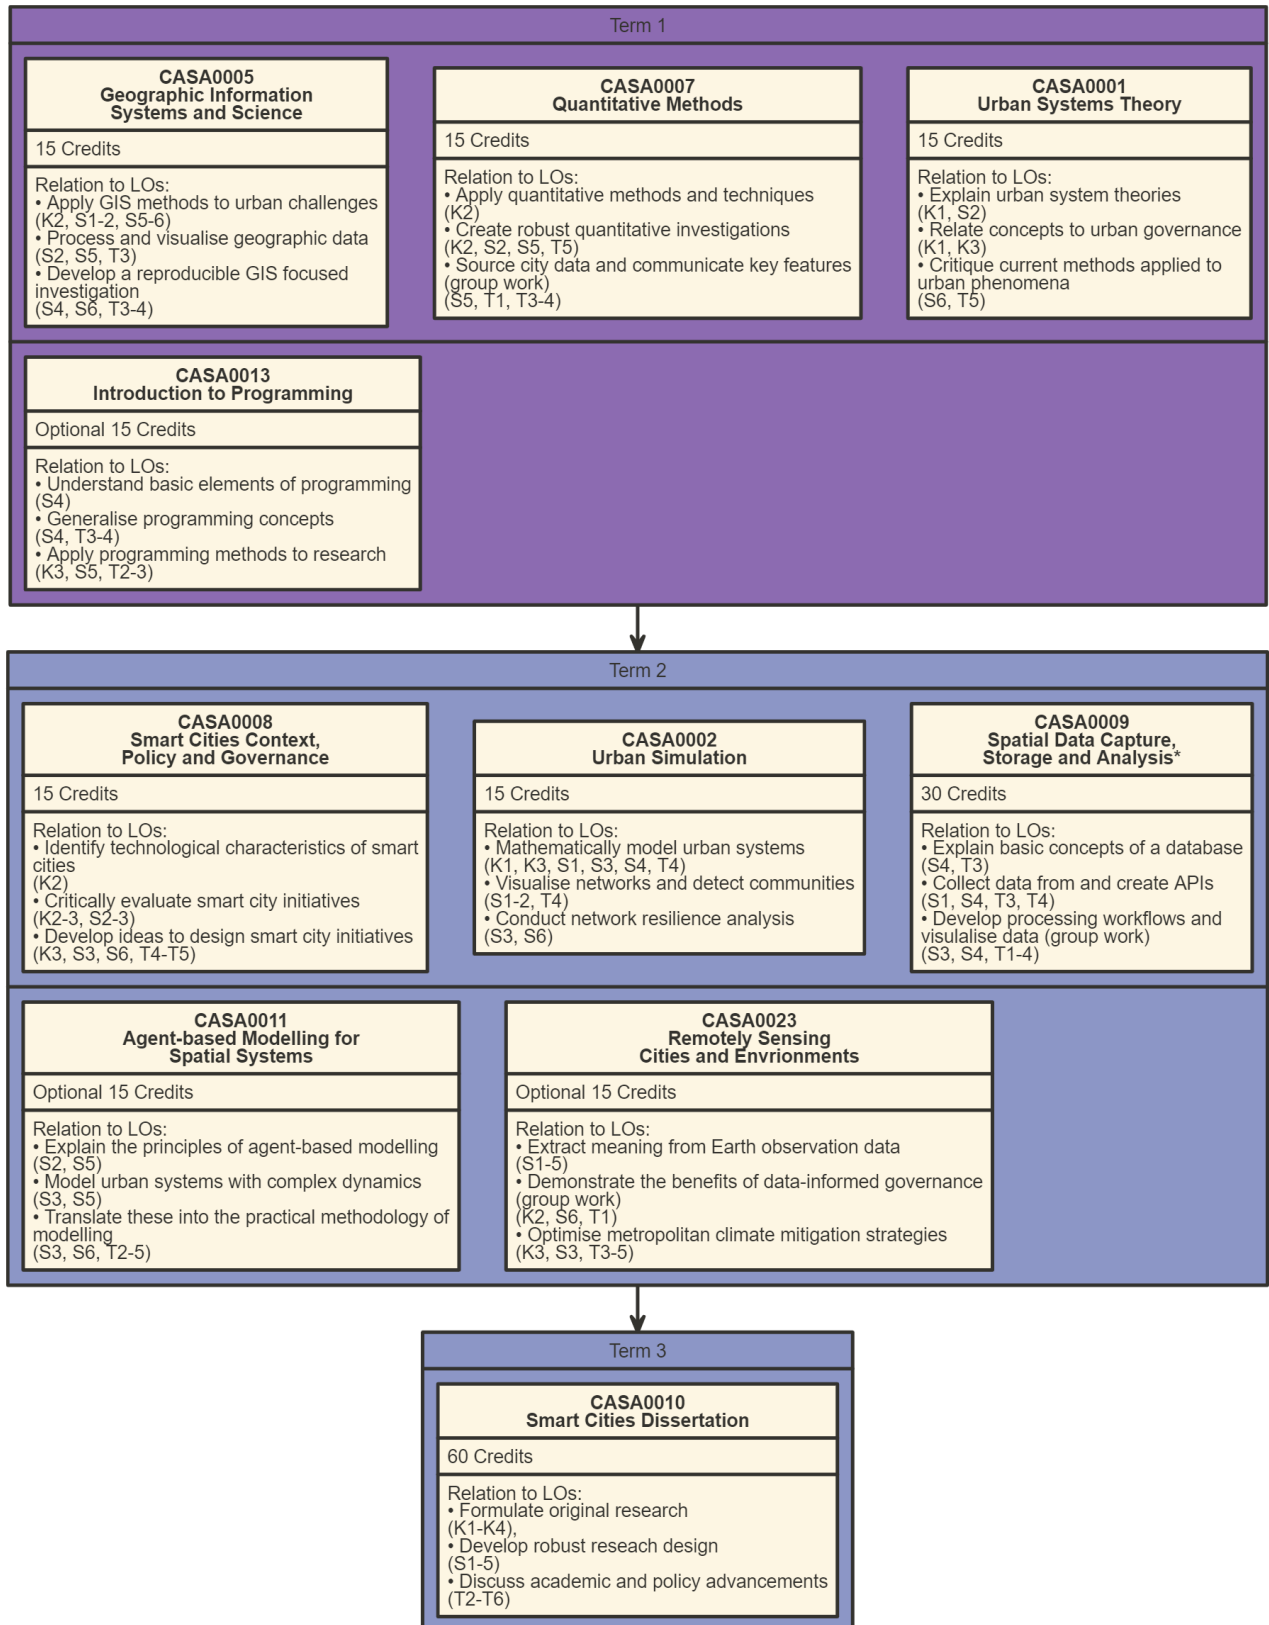 Term 1
CASA0005
Geographic Information
Systems and Science
15 Credits
Relation to LOs:
• Apply GIS methods to urban challenges
(K2, S1-2, S5-6)
• Process and visualise geographic data
(S2, S5, T3)
• Develop a reproducible GIS focused
investigation
(S4, S6, T3-4)
CASA0007
Quantitative Methods
15 Credits
Relation to LOs:
• Apply quantitative methods and techniques
(K2)
• Create robust quantitative investigations
(K2, S2, S5, T5)
• Source city data and communicate key features
(group work)
(S5, T1, T3-4)
CASA0001
Urban Systems Theory
15 Credits
Relation to LOs:
• Explain urban system theories
(K1, S2)
• Relate concepts to urban governance
(K1, K3)
• Critique current methods applied to
urban phenomena
(S6, T5)
CASA0013
Introduction to Programming
Optional 15 Credits
Relation to LOs:
• Understand basic elements of programming
(S4)
• Generalise programming concepts
(S4, T3-4)
• Apply programming methods to research
(K3, S5, T2-3)
Term 2
CASA0008
Smart Cities Context,
Policy and Governance
15 Credits
Relation to LOs:
• Identify technological characteristics of smart
cities
(K2)
• Critically evaluate smart city initiatives
(K2-3, S2-3)
• Develop ideas to design smart city initiatives
(K3, S3, S6, T4-T5)
CASA0002
Urban Simulation
15 Credits
Relation to LOs:
• Mathematically model urban systems
(K1, K3, S1, S3, S4, T4)
• Visualise networks and detect communities
(S1-2, T4)
• Conduct network resilience analysis
(S3, S6)
CASA0009
Spatial Data Capture,
Storage and Analysis*
30 Credits
Relation to LOs:
• Explain basic concepts of a database
(S4, T3)
• Collect data from and create APIs
(S1, S4, T3, T4)
• Develop processing workflows and
visulalise data (group work)
(S3, S4, T1-4)
CASA0011
Agent-based Modelling for
Spatial Systems
Optional 15 Credits
Relation to LOs:
• Explain the principles of agent-based modelling
(S2, S5)
• Model urban systems with complex dynamics
(S3, S5)
• Translate these into the practical methodology of
modelling
(S3, S6, T2-5)
CASA0023
Remotely Sensing
Cities and Envrionments
Optional 15 Credits
Relation to LOs:
• Extract meaning from Earth observation data
(S1-5)
• Demonstrate the benefits of data-informed governance
(group work)
(K2, S6, T1)
• Optimise metropolitan climate mitigation strategies
(K3, S3, T3-5)
Term 3
CASA0010
Smart Cities Dissertation
60 Credits
Relation to LOs:
• Formulate original research
(K1-K4),
• Develop robust reseach design
(S1-5)
• Discuss academic and policy advancements
(T2-T6)